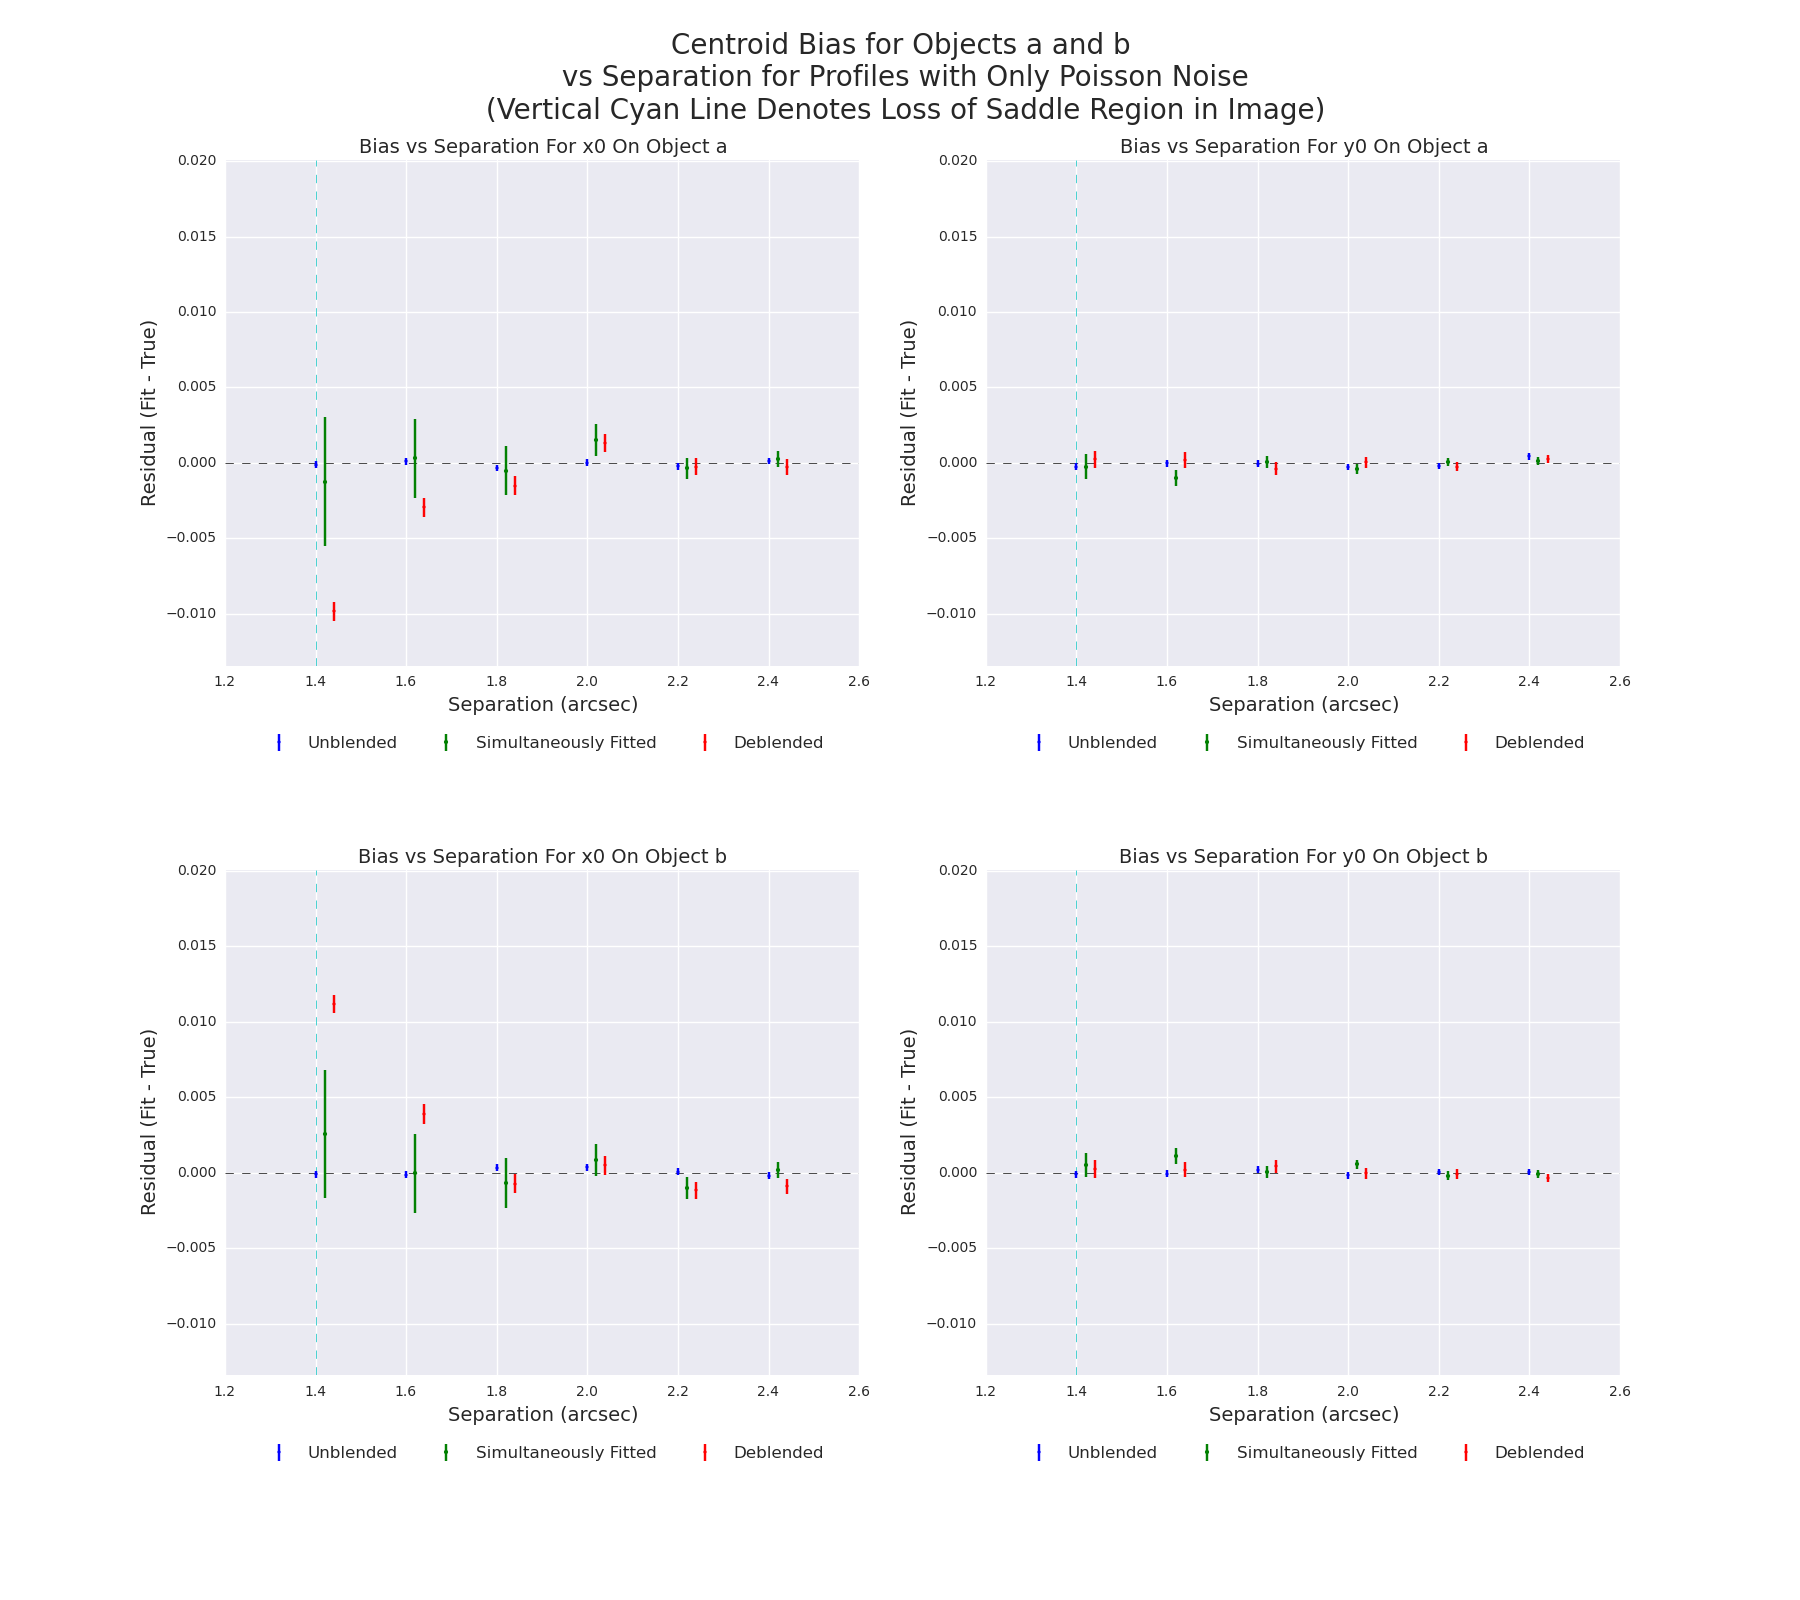 Centroid Bias for Objects a and b
vs Separation for Profiles with Only Poisson Noise
(Vertical Cyan Line Denotes Loss of Saddle Region in Image)
Bias vs Separation For x0 On Object a
0.020
0.015
0.010
0.005
0.000
−0.005
−0.010
Residual (Fit - True)
1.2 1.4 1.6 1.8 2.0 2.2 2.4 2.6
Separation (arcsec)
Unblended Simultaneously Fitted Deblended
Bias vs Separation For y0 On Object a
0.020
0.015
0.010
0.005
0.000
−0.005
−0.010
Residual (Fit - True)
1.2 1.4 1.6 1.8 2.0 2.2 2.4 2.6
Separation (arcsec)
Unblended Simultaneously Fitted Deblended
Bias vs Separation For x0 On Object b
0.020
0.015
0.010
0.005
0.000
−0.005
−0.010
Residual (Fit - True)
1.2 1.4 1.6 1.8 2.0 2.2 2.4 2.6
Separation (arcsec)
Unblended Simultaneously Fitted Deblended
Bias vs Separation For y0 On Object b
0.020
0.015
0.010
0.005
0.000
−0.005
−0.010
Residual (Fit - True)
1.2 1.4 1.6 1.8 2.0 2.2 2.4 2.6
Separation (arcsec)
Unblended Simultaneously Fitted Deblended